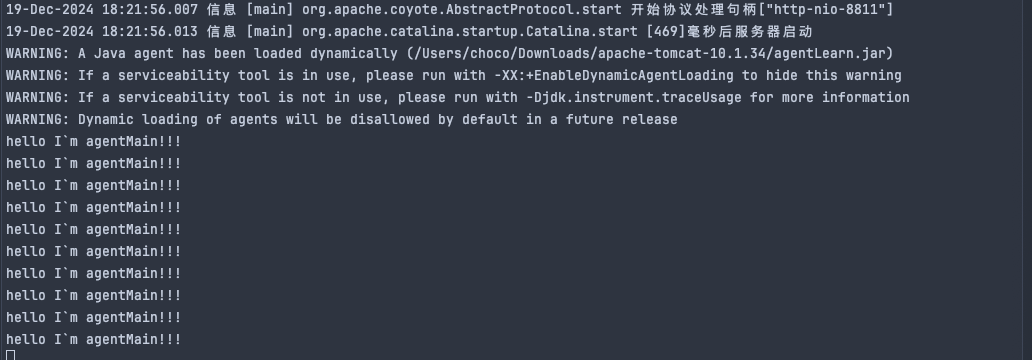 19-Dec-2024 18:21:56.007 信息 [main] org.apache.coyote.AbstractProtocol.start 开始协议处理句柄["http-nio-8811"]
19-Dec-2024 18:21:56.013 信息 [main] org.apache.catalina.startup.Catalina.start [469]毫秒后服务器启动
WARNING: A Java agent has been loaded dynamically (/Users/choco/Downloads/apache-tomcat-10.1.34/agentLearn.jar)
WARNING: If a serviceability tool is in use, please run with -XX:+EnableDynamicAgentLoading to hide this warning
WARNING: If a serviceability tool is not in use, please run with -Djdk.instrument.traceUsage for more information
WARNING: Dynamic loading of agents will be disallowed by default in a future release
hello I`m agentMain!!!
hello I`m agentMain!!!
hello I`m agentMain!!!
hello I`m agentMain!!!
hello I`m agentMain!!!
hello I`m agentMain!!!
hello I`m agentMain!!!
hello I`m agentMain!!!
hello I`m agentMain!!!
hello I`m agentMain!!!